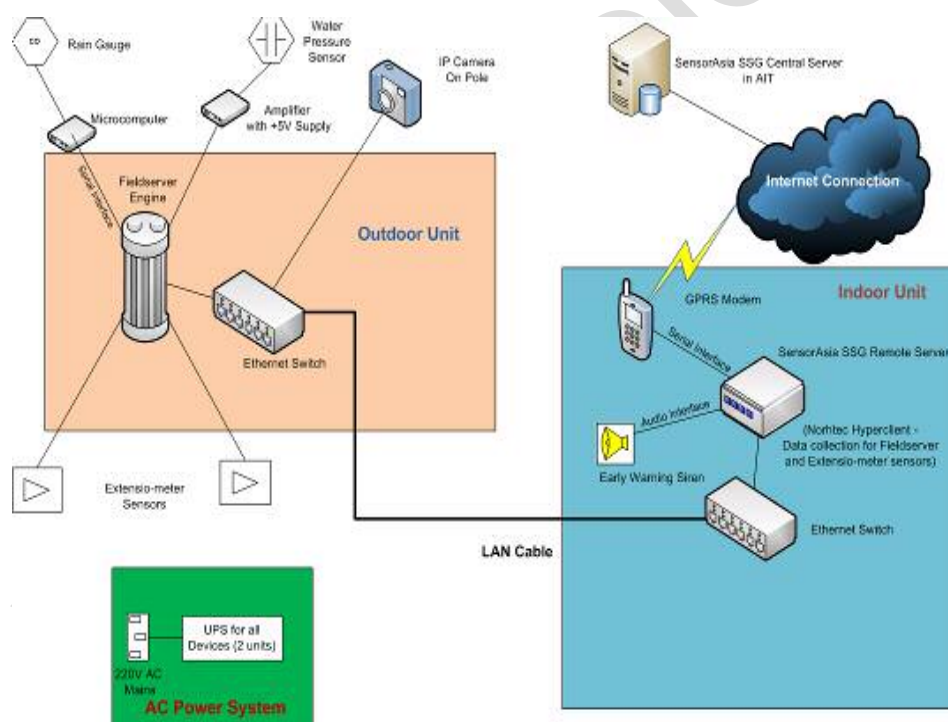 CO
Rain Gauge
Water
Pressure
Sensor
IP Camera
On Pole
SensorAsia SSG Central Server
in AIT
Microcomputer
Amplifier
with +5V Supply
Serial Interface
Fieldserver
Engine
Outdoor Unit
Internet Connection
Indoor Unit
GPRS Modem
Serial Interface
SensorAsia SSG Remote Server
Ethernet Switch
Audio Interface
(Norhtec Hyperclient -
Data collection for Fieldserver
and Extensio-meter sensors)
Early Warning Siren
Extensio-meter
Sensors
Ethernet Switch
LAN Cable
UPS for all
Devices (2 units)
220V AC
Mains
AC Power System